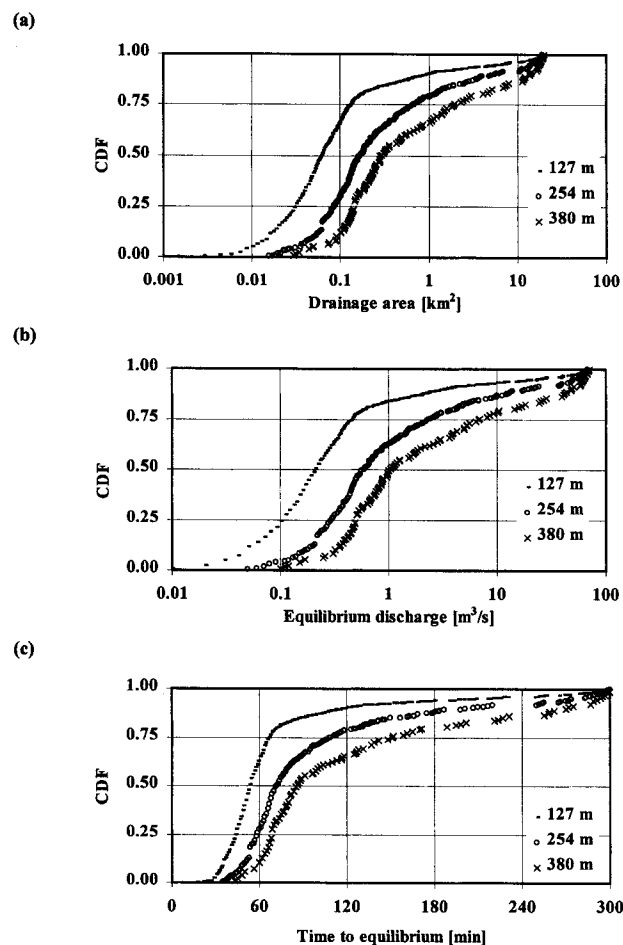 (a)
1.00
0.75
0.50
0.25
0.00
CDF
- 127 m
o 254 m
× 380 m
0.001 0.01 0.1 1 10 100
Drainage area [km²]
(b)
1.00
0.75
0.50
0.25
0.00
CDF
- 127 m
o 254 m
× 380 m
0.01 0.1 1 10 100
Equilibrium discharge [m³/s]
(c)
1.00
0.75
0.50
0.25
0.00
CDF
- 127 m
o 254 m
× 380 m
0 60 120 180 240 300
Time to equilibrium [min]